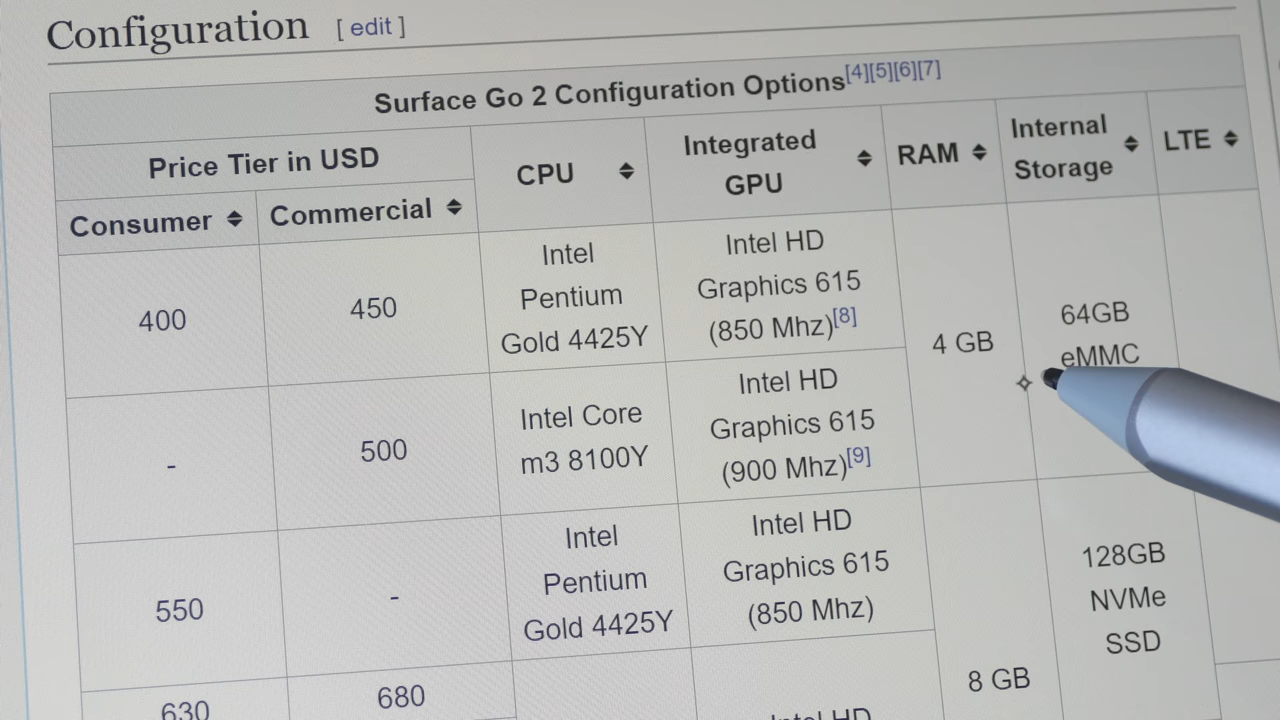 Configuration [ edit ]
Surface Go 2 Configuration Options[4][5][6][7]
Price Tier in USD
CPU
Integrated
GPU
RAM
Internal
Storage
LTE
Consumer
Commercial
400
450
Intel
Pentium
Gold 4425Y
Intel HD
Graphics 615
(850 Mhz)[8]
4 GB
64GB
eMMC
-
500
Intel Core
m3 8100Y
Intel HD
Graphics 615
(900 Mhz)[9]
550
-
Intel
Pentium
Gold 4425Y
Intel HD
Graphics 615
(850 Mhz)
8 GB
128GB
NVMe
SSD
630
680
Intel HD